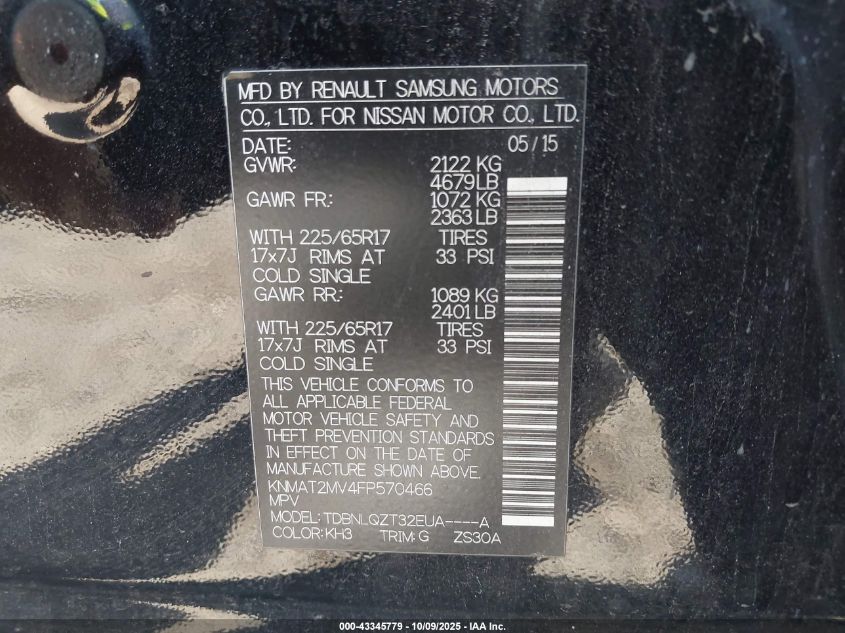 MFD BY RENAULT SAMSUNG MOTORS
CO., LTD. FOR NISSAN MOTOR CO., LTD.
DATE: 05/15
GVWR: 2122 KG
4679LB
GAWR FR: 1072 KG
2363 LB
WITH 225/65R17 TIRES
17x7J RIMS AT 33 PSI
COLD SINGLE
GAWR RR: 1089 KG
2401 LB
WITH 225/65R17 TIRES
17x7J RIMS AT 33 PSI
COLD SINGLE
THIS VEHICLE CONFORMS TO
ALL APPLICABLE FEDERAL
MOTOR VEHICLE SAFETY AND
THEFT PREVENTION STANDARDS
IN EFFECT ON THE DATE OF
MANUFACTURE SHOWN ABOVE.
KNMAT2MV4FP570466
MPV
MODEL: TDBNLQZT32EUA----A
COLOR: KH3 TRIM: G ZS30A
000-43345779 - 10/09/2025 - IAA Inc.